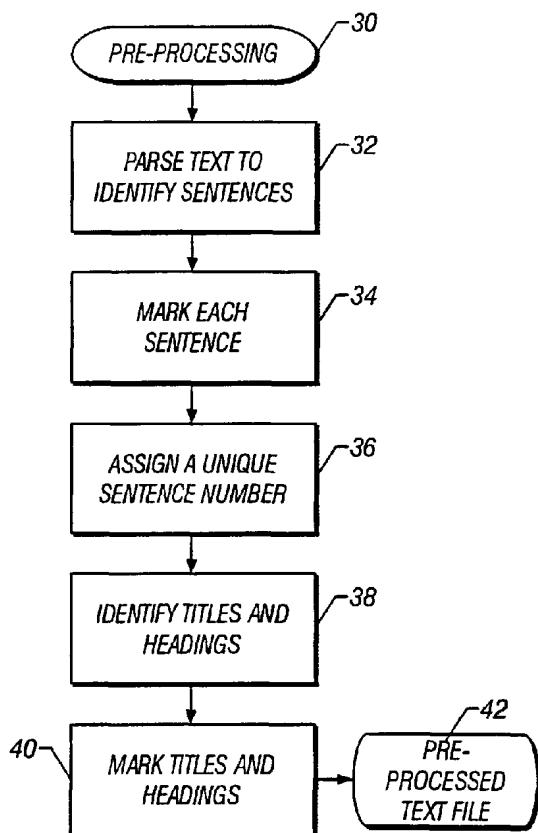 30
PRE-PROCESSING
32
PARSE TEXT TO
IDENTIFY SENTENCES
34
MARK EACH
SENTENCE
36
ASSIGN A UNIQUE
SENTENCE NUMBER
38
IDENTIFY TITLES AND
HEADINGS
40
MARK TITLES AND
HEADINGS
42
PRE-
PROCESSED
TEXT FILE